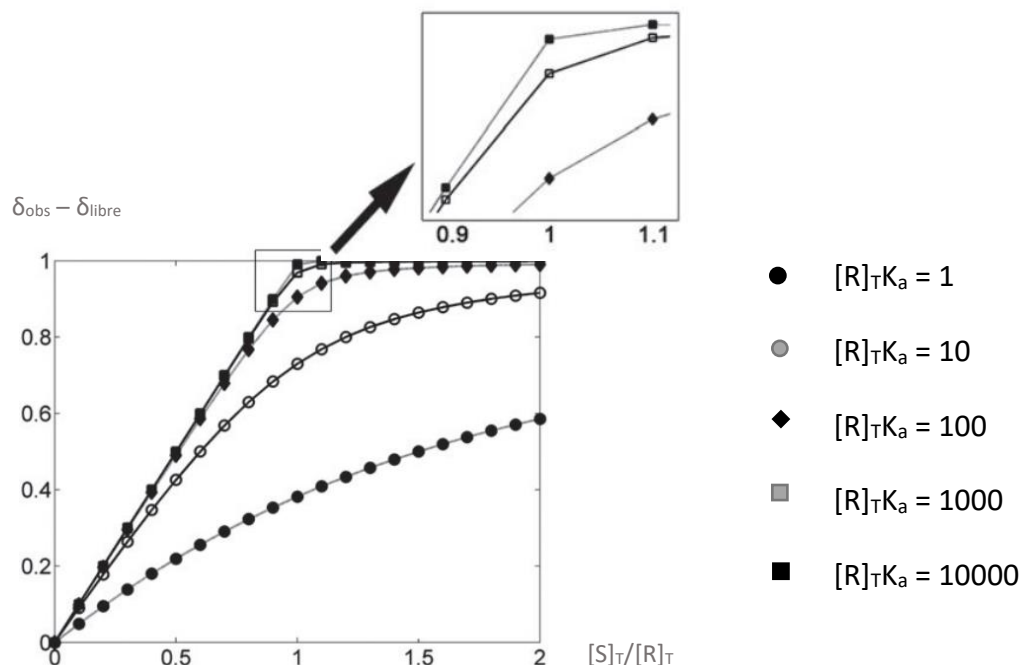 0.9 1 1.1
δobs – δlibre
1
0.8
0.6
0.4
0.2
0
0 0.5 1 1.5 2
[S]T/[R]T
[R]TKa = 1
[R]TKa = 10
[R]TKa = 100
[R]TKa = 1000
[R]TKa = 10000